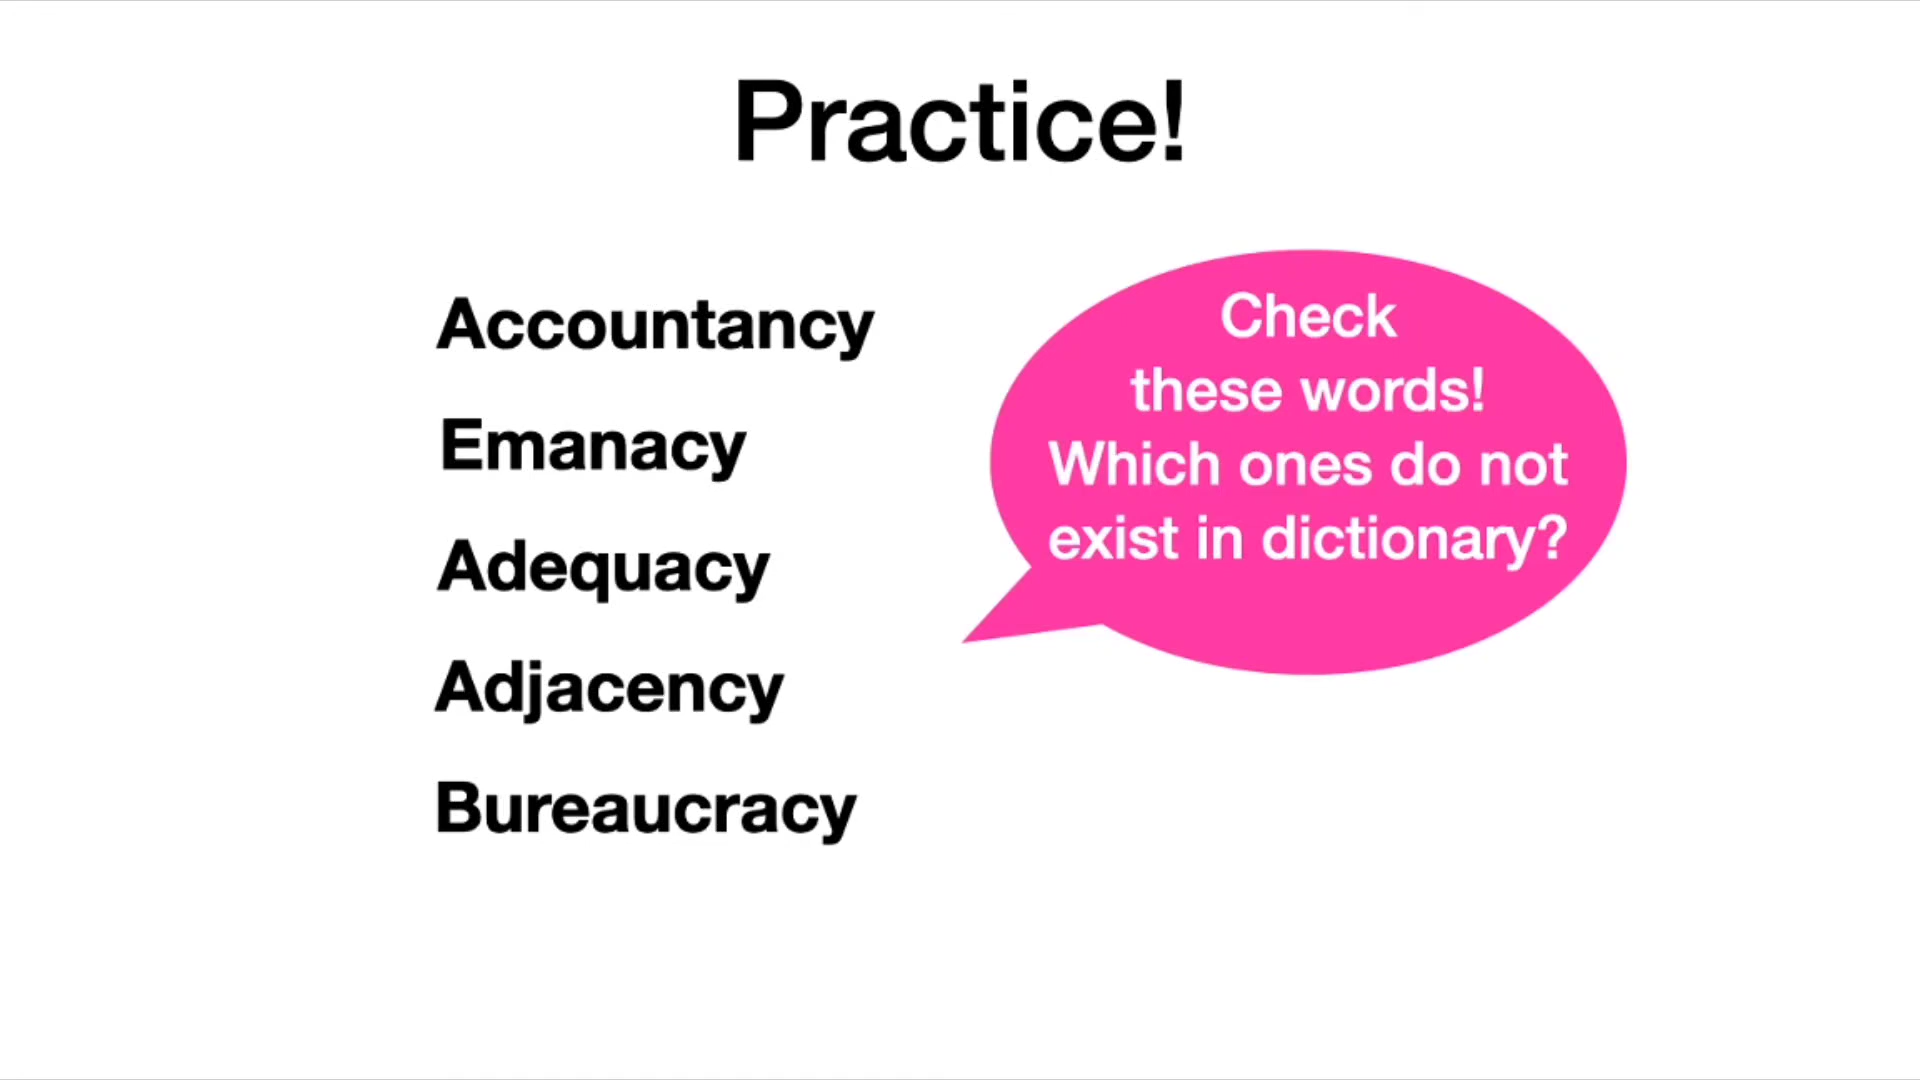 Practice!
Accountancy
Emanacy
Adequacy
Adjacency
Bureaucracy
Check
these words!
Which ones do not
exist in dictionary?